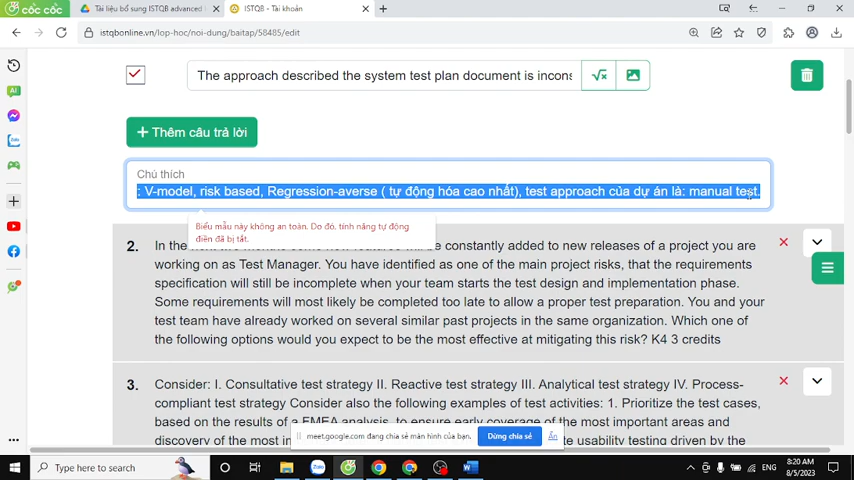 CỐC CỐC
Tài liệu bổ sung ISTQB advanced
ISTQB - Tài khoản
istqbonline.vn/lop-hoc/noi-dung/baitap/58485/edit
The approach described the system test plan document is incons
√x
+ Thêm câu trả lời
Chú thích
: V-model, risk based, Regression-averse ( tự động hóa cao nhất), test approach của dự án là: manual test.
Biểu mẫu này không an toàn. Do đó, tính năng tự động
điền đã bị tắt.
constantly added to new releases of a project you are
working on as Test Manager. You have identified as one of the main project risks, that the requirements
specification will still be incomplete when your team starts the test design and implementation phase.
Some requirements will most likely be completed too late to allow a proper test preparation. You and your
test team have already worked on several similar past projects in the same organization. Which one of
the following options would you expect to be the most effective at mitigating this risk? K4 3 credits
2. In the
3. Consider: I. Consultative test strategy II. Reactive test strategy III. Analytical test strategy IV. Process-
compliant test strategy Consider also the following examples of test activities: 1. Prioritize the test cases,
based on the results of a FMEA analysis, to ensure early coverage of the most important areas and
discovery of the most
te usability testing driven by the
meet.google.com đang chia sẻ màn hình của bạn.
Dừng chia sẻ
Ẩn
Type here to search
ENG
8:20 AM
8/5/2023